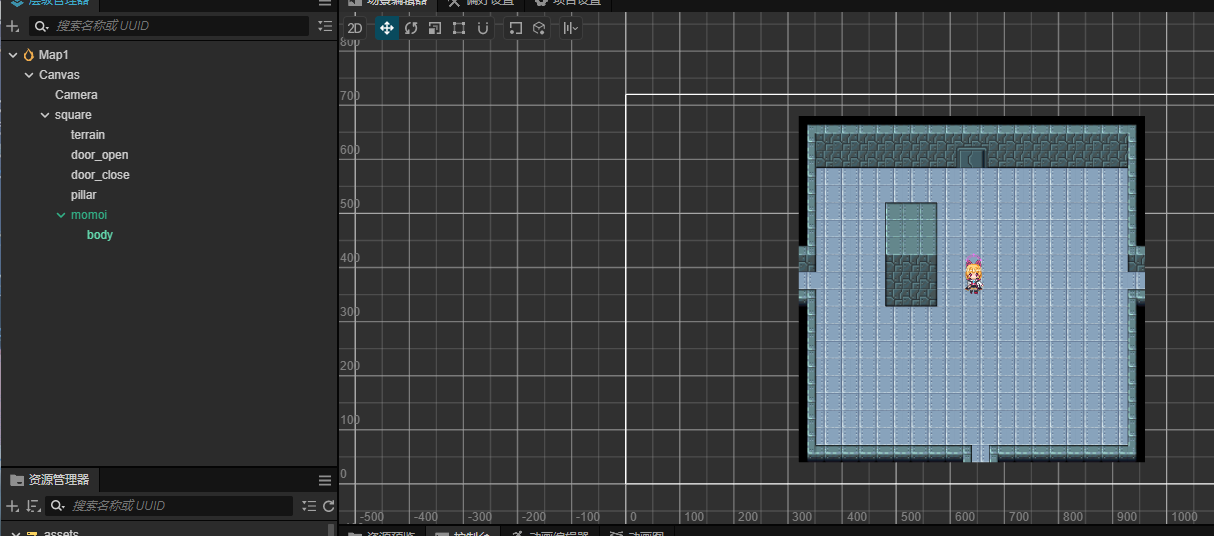 层级管理器
搜索名称或 UUID
Map1
Canvas
Camera
square
terrain
door_open
door_close
pillar
momoi
body
资源管理器
搜索名称或 UUID
assets
场景编辑器 偏好设置 项目设置
2D
800
700
600
500
400
300
200
100
0
-500 -400 -300 -200 -100 0 100 200 300 400 500 600 700 800 900 1000
资源预览 控制台 动画编辑器 动画图